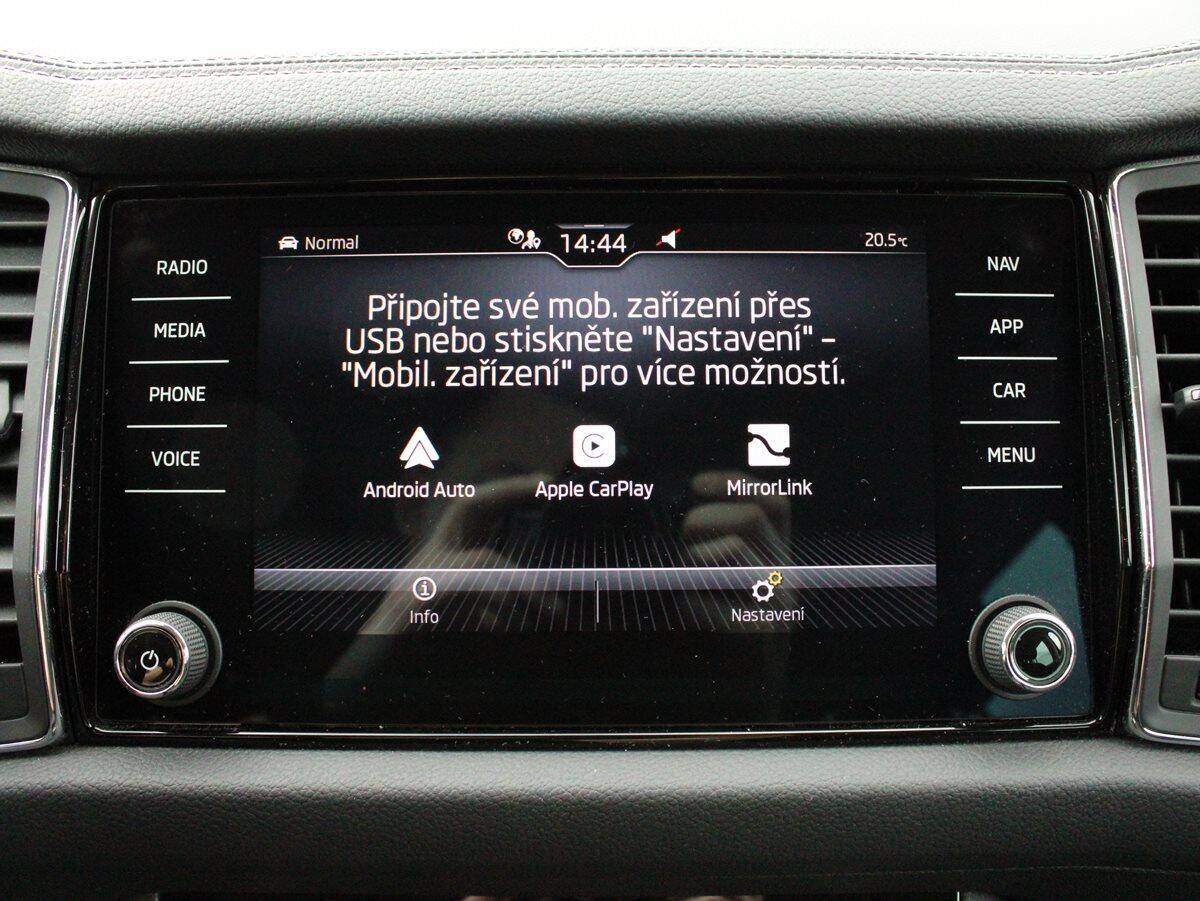 Normal
14:44
20.5°C
RADIO
MEDIA
PHONE
VOICE
Připojte své mob. zařízení přes
USB nebo stiskněte "Nastavení" –
"Mobil. zařízení" pro více možností.
Android Auto
Apple CarPlay
MirrorLink
Info
Nastavení
NAV
APP
CAR
MENU